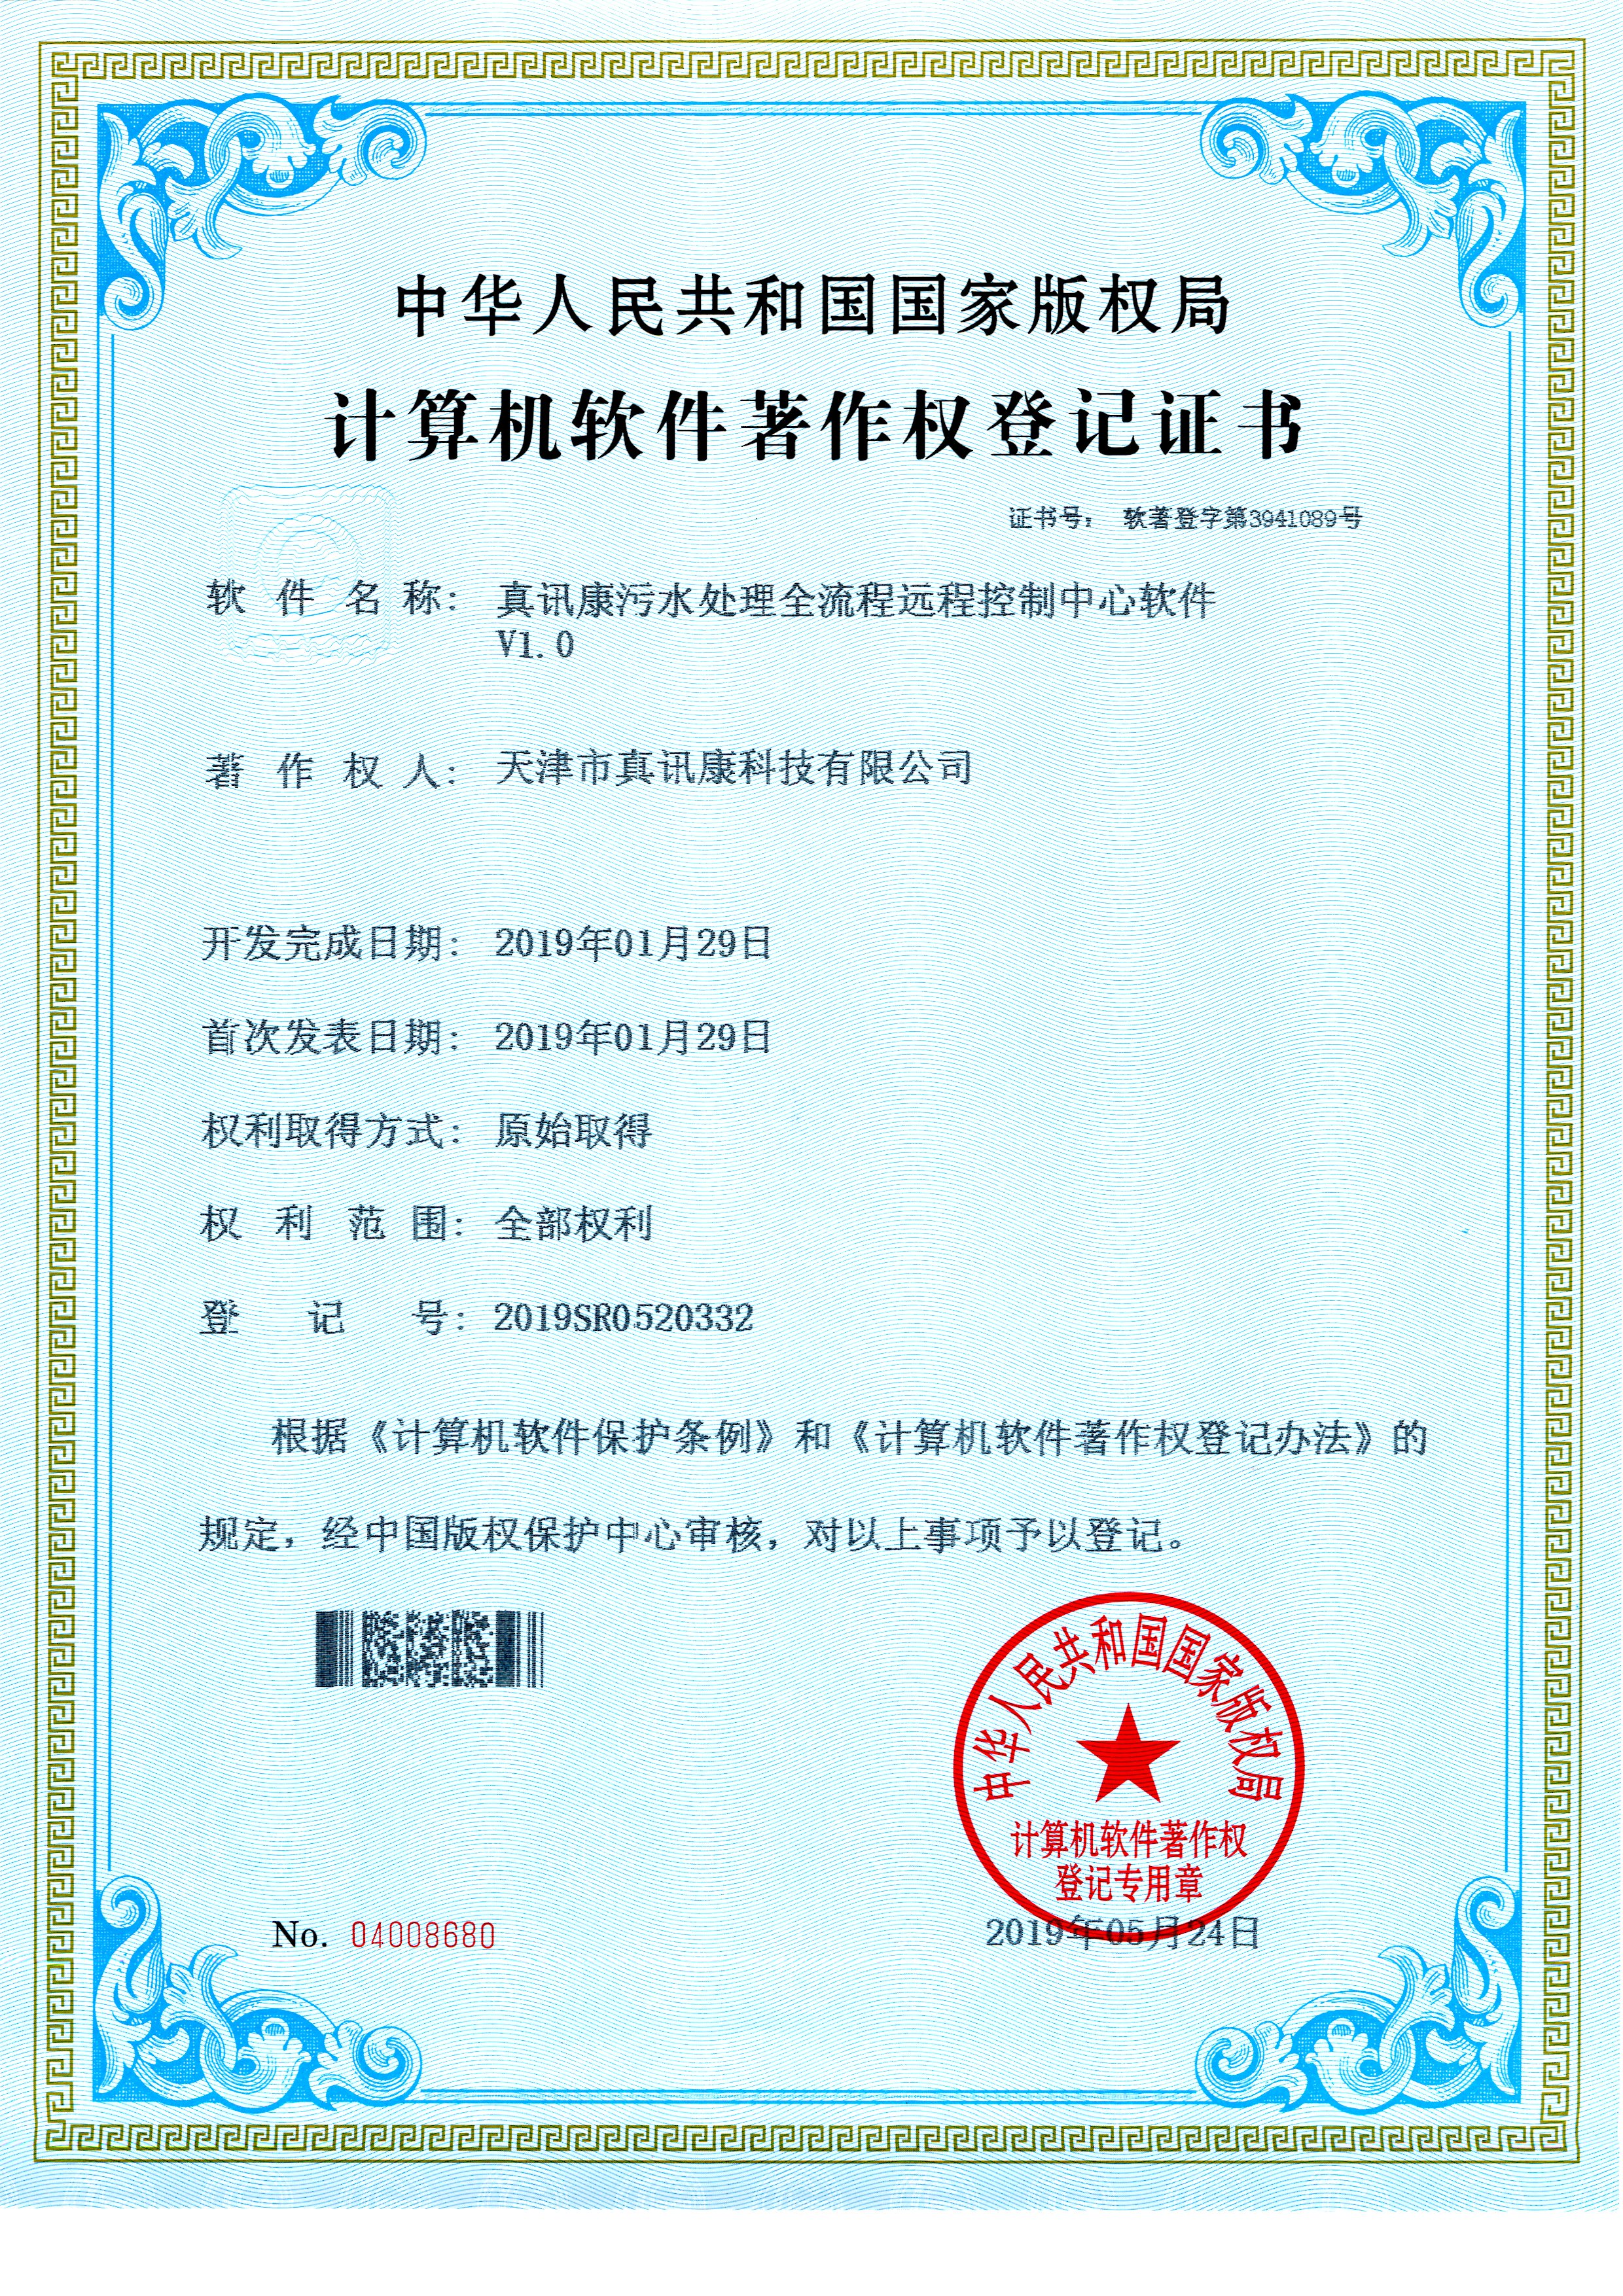 中华人民共和国国家版权局
计算机软件著作权登记证书
证书号： 软著登字第3941089号
软件名称： 真讯康污水处理全流程远程控制中心软件
V1.0
著作权人： 天津市真讯康科技有限公司
开发完成日期： 2019年01月29日
首次发表日期： 2019年01月29日
权利取得方式： 原始取得
权利范围： 全部权利
登记号： 2019SR0520332
根据《计算机软件保护条例》和《计算机软件著作权登记办法》的
规定，经中国版权保护中心审核，对以上事项予以登记。
中华人民共和国国家版权局
计算机软件著作权
登记专用章
No. 04008680
2019年05月24日